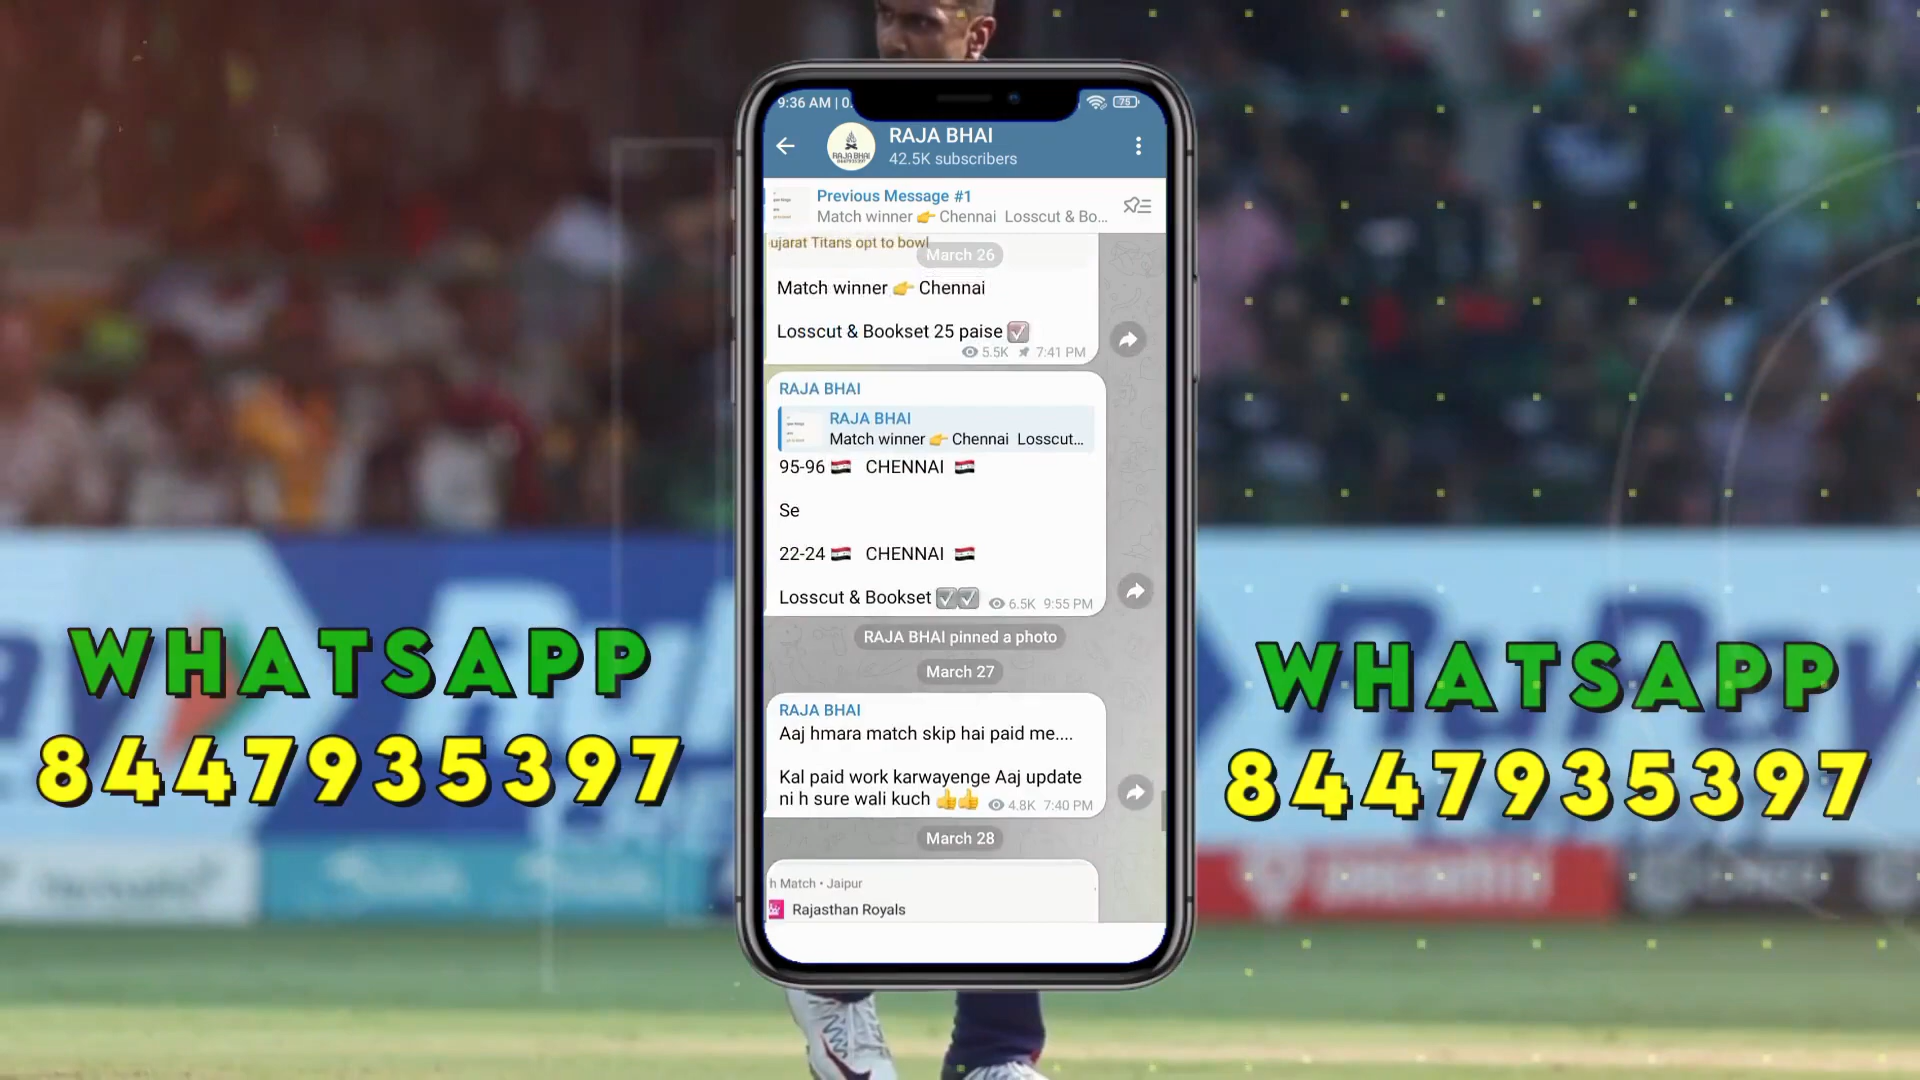 9:36 AM | 0.
75
RAJA BHAI
42.5K subscribers
Previous Message #1
Match winner 👉 Chennai Losscut & Bo...
ujarat Titans opt to bowl
March 26
Match winner 👉 Chennai
Losscut & Bookset 25 paise ☑️
5.5K 7:41 PM
RAJA BHAI
RAJA BHAI
Match winner 👉 Chennai Losscut...
95-96 🇸🇾 CHENNAI 🇸🇾
Se
22-24 🇸🇾 CHENNAI 🇸🇾
Losscut & Bookset ☑️☑️
6.5K 9:55 PM
RAJA BHAI pinned a photo
March 27
RAJA BHAI
Aaj hmara match skip hai paid me....
Kal paid work karwayenge Aaj update
ni h sure wali kuch 👍👍
4.8K 7:40 PM
March 28
h Match • Jaipur
Rajasthan Royals
WHATSAPP
8447935397
WHATSAPP
8447935397
RuPay